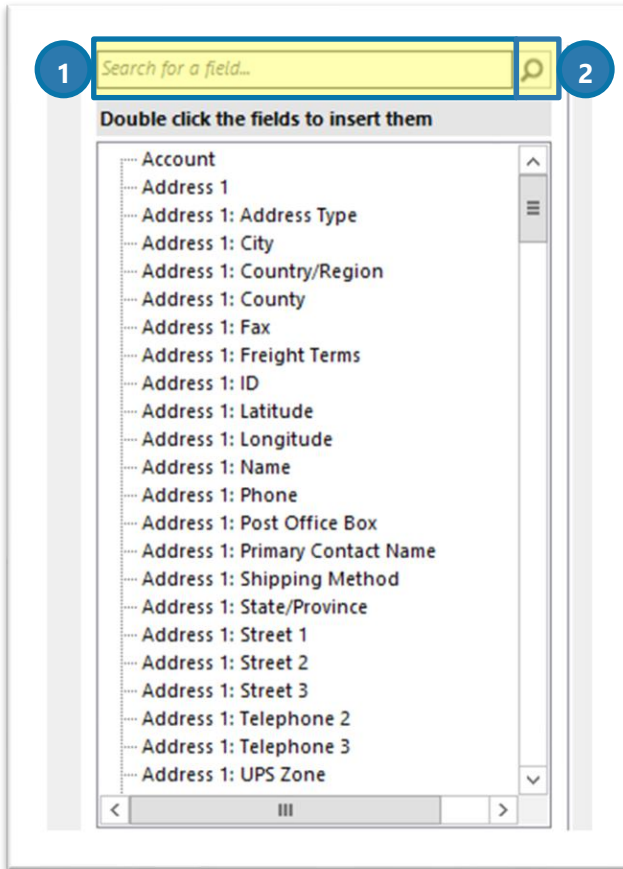 1 Search for a field... 2
Double click the fields to insert them
Account
Address 1
Address 1: Address Type
Address 1: City
Address 1: Country/Region
Address 1: County
Address 1: Fax
Address 1: Freight Terms
Address 1: ID
Address 1: Latitude
Address 1: Longitude
Address 1: Name
Address 1: Phone
Address 1: Post Office Box
Address 1: Primary Contact Name
Address 1: Shipping Method
Address 1: State/Province
Address 1: Street 1
Address 1: Street 2
Address 1: Street 3
Address 1: Telephone 2
Address 1: Telephone 3
Address 1: UPS Zone